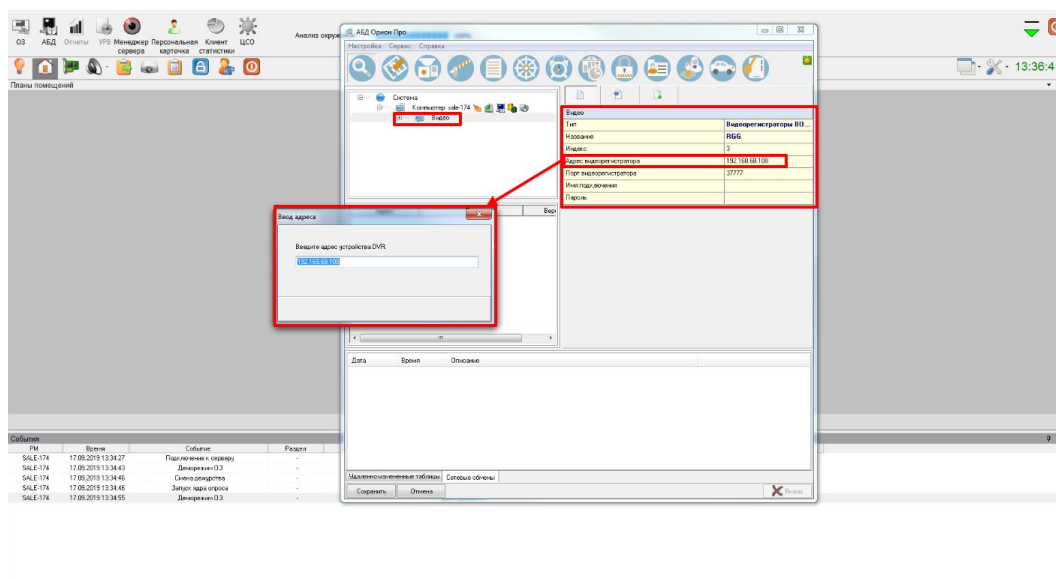 ОЗ АБД Отчеты УРВ Менеджер сервера Персональная карточка Клиент статистики ЦСО
13:36:4
Планы помещений
АБД Орион Про
Настройка Сервис Справка
Система
Компьютер: sale-174
Видео
Видео
Тип Видеорегистраторы BO...
Название RGG
Индекс 3
Адрес видеорегистратора 192.168.68.108
Порт видеорегистратора 37777
Имя подключения
Пароль
Ввод адреса
Введите адрес устройства DVR:
192.168.68.108
Дата Время Описание
Удаленно-измененные таблицы Сетевые обмены
Сохранить Отмена Выход
События
РМ Время Событие Раздел
SALE-174 17.09.2019 13:34:27 Подключение к серверу -
SALE-174 17.09.2019 13:34:43 Деморежим ОЗ -
SALE-174 17.09.2019 13:34:46 Смена дежурства -
SALE-174 17.09.2019 13:34:46 Запуск ядра опроса -
SALE-174 17.09.2019 13:34:55 Деморежим ОЗ -